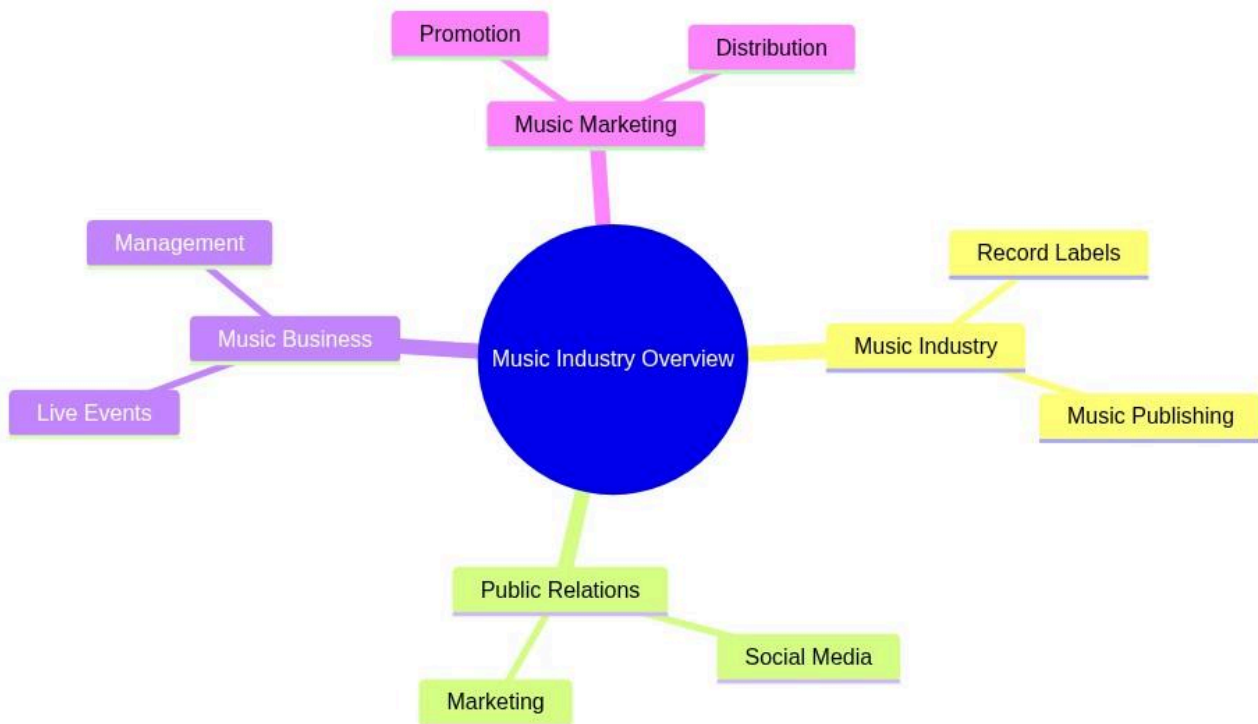 Promotion
Distribution
Music Marketing
Management
Record Labels
Music Business
Music Industry Overview
Music Industry
Live Events
Music Publishing
Public Relations
Social Media
Marketing